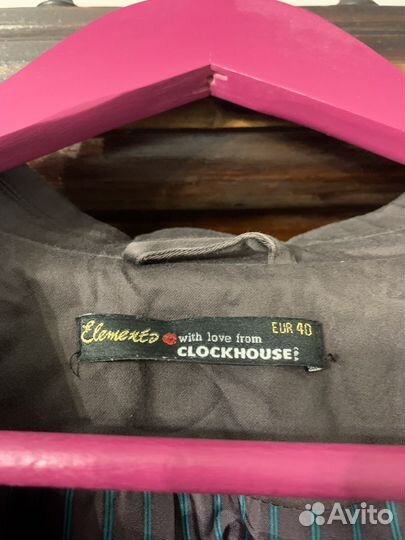 Elements with love from
CLOCKHOUSE C&A
EUR 40
Avito